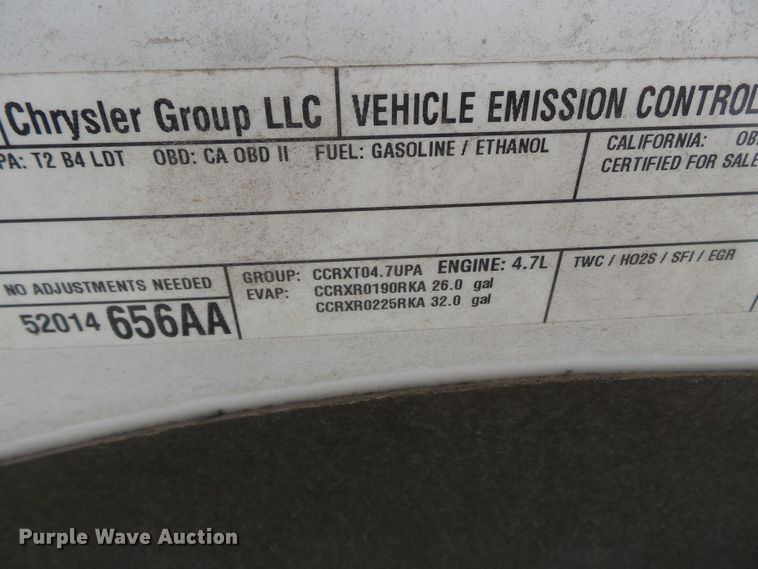 Chrysler Group LLC VEHICLE EMISSION CONTROL
PA: T2 B4 LDT OBD: CA OBD II FUEL: GASOLINE / ETHANOL
CALIFORNIA: OB
CERTIFIED FOR SALE
NO ADJUSTMENTS NEEDED
52014 656AA
GROUP: CCRXT04.7UPA ENGINE: 4.7L
EVAP: CCRXR0190RKA 26.0 gal
CCRXR0225RKA 32.0 gal
TWC / HO2S / SFI / EGR
Purple Wave Auction